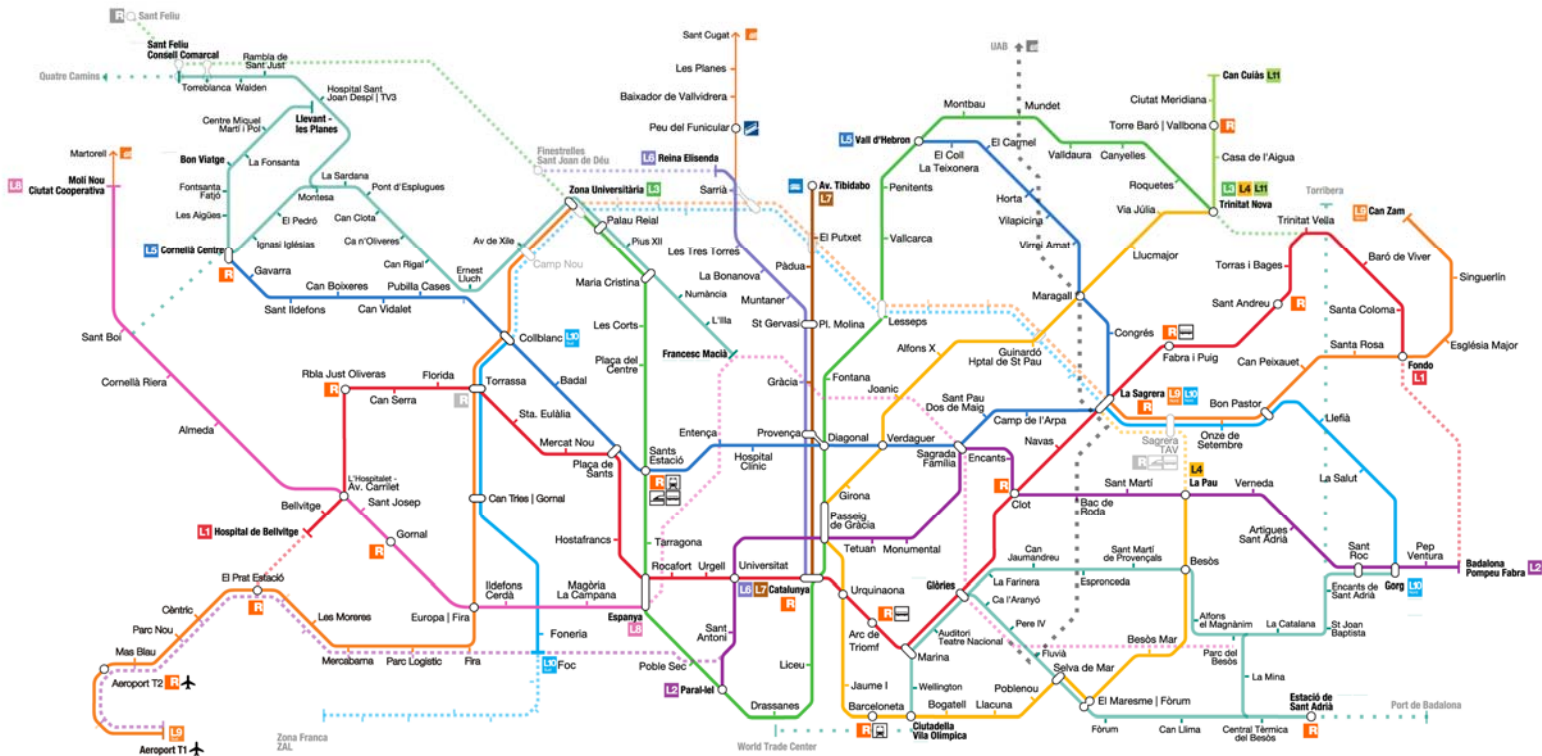 R Sant Feliu
Sant Feliu
Consell Comarcal
Rambla de
Sant Just
Quatre Camins
Torreblanca
Walden
Hospital Sant
Joan Despí | TV3
Centre Miquel
Martí i Pol
Llevant -
les Planes
Bon Viatge
La Fonsanta
Martorell
L8 Molí Nou
Ciutat Cooperativa
Fontsanta
Fatjó
Les Aigües
La Sardana
Montesa
Pont d'Esplugues
El Pedró
Can Clota
Ignasi Iglésias
Ca n'Oliveres
Can Rigal
Ernest
Lluch
Av de Xile
L5 Cornellà Centre
R
Gavarra
Can Boixeres
Pubilla Cases
Sant Ildefons
Can Vidalet
Sant Boi
Cornellà Riera
Almeda
Sant Cugat
Les Planes
Baixador de Vallvidrera
Peu del Funicular
Finestrelles
Sant Joan de Déu
L6 Reina Elisenda
Sarrià
Zona Universitària L3
Palau Reial
Pius XII
Camp Nou
Maria Cristina
Numància
L'illa
Francesc Macià
Les Corts
Plaça del
Centre
Les Tres Torres
La Bonanova
Muntaner
St Gervasi
Gràcia
Av. Tibidabo
L7
El Putxet
Pàdua
Pl. Molina
UAB
L5 Vall d'Hebron
Montbau
Mundet
El Coll
La Teixonera
El Carmel
Penitents
Vallcarca
Lesseps
Fontana
Horta
Vilapicina
Virrei Amat
Valldaura
Canyelles
Roquetes
Via Júlia
Llucmajor
Maragall
Congrés
Guinardó
Hptal de St Pau
Alfons X
Joanic
Can Cuiàs L11
Ciutat Meridiana
Torre Baró | Vallbona
R
Casa de l'Aigua
L3 L4 L11
Trinitat Nova
Torribera
Trinitat Vella
L9 Can Zam
Torras i Bages
Baró de Viver
Singuerlín
Sant Andreu
R
Santa Coloma
R
Fabra i Puig
Can Peixauet
Santa Rosa
Església Major
Fondo
L1
Collblanc L10
Badal
Rbla Just Oliveras
R
Florida
Can Serra
Torrassa
R
Sta. Eulàlia
Mercat Nou
Plaça de
Sants
Sants
Estació
R
Entença
Hospital
Clínic
Provença
Diagonal
Verdaguer
Sant Pau
Dos de Maig
Camp de l'Arpa
Sagrada
Família
Encants
La Sagrera L9 L10
R
Navas
Bon Pastor
Onze de
Setembre
Sagrera
TAV
R
Llefià
La Salut
L4
La Pau
L'Hospitalet -
Av. Carrilet
Bellvitge
Sant Josep
Gornal
R
Can Tries | Gornal
L1 Hospital de Bellvitge
Hostafrancs
Tarragona
Girona
Passeig
de Gràcia
Tetuan
Monumental
R
Clot
Bac de
Roda
Sant Martí
Verneda
Artigues
Sant Adrià
Sant
Roc
Pep
Ventura
Badalona
Pompeu Fabra L2
Gorg L10
El Prat Estació
R
Cèntric
Parc Nou
Mas Blau
Les Moreres
Mercabarna
Parc Logístic
Fira
Europa | Fira
Ildefons
Cerdà
Magòria
La Campana
Espanya
L8
Rocafort
Urgell
Universitat
L6 L7 Catalunya
R
Urquinaona
R
Arc de
Triomf
Glòries
Can
Jaumandreu
Sant Martí
de Provençals
Besòs
La Farinera
Espronceda
Ca l'Aranyó
Pere IV
Fluvià
Auditori
Teatre Nacional
Marina
Wellington
Encants de
Sant Adrià
Alfons
el Magnànim
La Catalana
St Joan
Baptista
Parc del
Besòs
La Mina
Besòs Mar
Selva de Mar
Poblenou
El Maresme | Fòrum
Foneria
L10 Foc
Sant
Antoni
Poble Sec
L2 Paral·lel
Liceu
Drassanes
Jaume I
Barceloneta
R
Ciutadella
Vila Olímpica
Bogatell
Llacuna
World Trade Center
Fòrum
Can Llima
Central Tèrmica
del Besòs
Estació de
Sant Adrià
R
Port de Badalona
Aeroport T2 R
L9
Aeroport T1
Zona Franca
ZAL